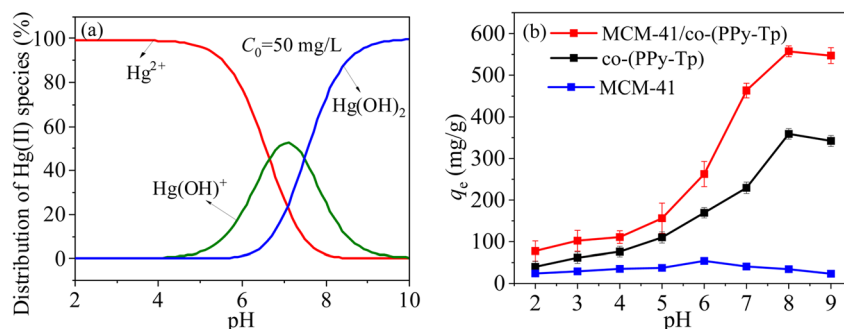 Distribution of Hg(II) species (%)
100
80
60
40
20
0
(a)
C₀=50 mg/L
Hg²⁺
Hg(OH)₂
Hg(OH)⁺
2 4 6 8 10
pH
qₑ (mg/g)
600
500
400
300
200
100
0
(b)
MCM-41/co-(PPy-Tp)
co-(PPy-Tp)
MCM-41
2 3 4 5 6 7 8 9
pH